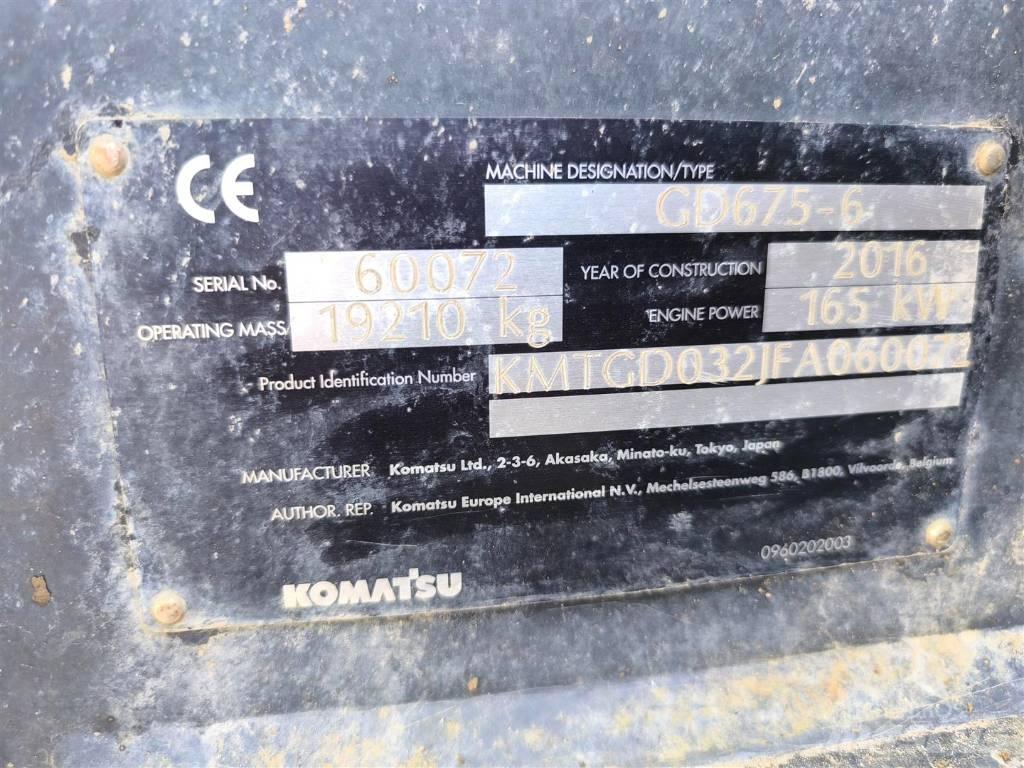 CE
MACHINE DESIGNATION/TYPE
GD675-6
SERIAL No. 60072 YEAR OF CONSTRUCTION 2016
OPERATING MASS 19210 kg ENGINE POWER 165 kW
Product Identification Number KMTGD032JFA060072
MANUFACTURER Komatsu Ltd., 2-3-6, Akasaka, Minato-ku, Tokyo, Japan
AUTHOR. REP. Komatsu Europe International N.V., Mechelsesteenweg 586, B1800, Vilvoorde, Belgium
0960202003
KOMATSU